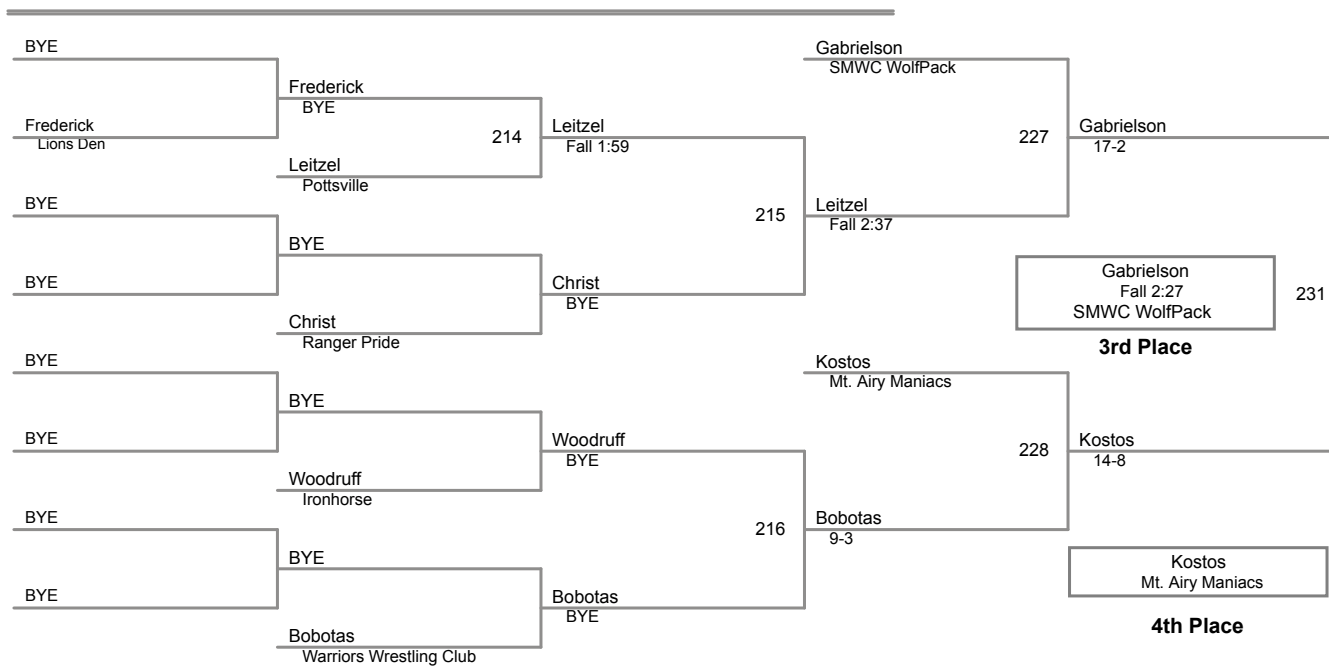 BYE
Frederick
Lions Den
BYE
BYE
BYE
BYE
BYE
BYE
Frederick
BYE
Leitzel
Pottsville
BYE
Christ
Ranger Pride
BYE
Woodruff
Ironhorse
BYE
Bobotas
Warriors Wrestling Club
214
Leitzel
Fall 1:59
Christ
BYE
Woodruff
BYE
Bobotas
BYE
215
216
Gabrielson
SMWC WolfPack
Leitzel
Fall 2:37
Kostos
Mt. Airy Maniacs
Bobotas
9-3
227
228
Gabrielson
17-2
Gabrielson
Fall 2:27
SMWC WolfPack
231
3rd Place
Kostos
14-8
Kostos
Mt. Airy Maniacs
4th Place